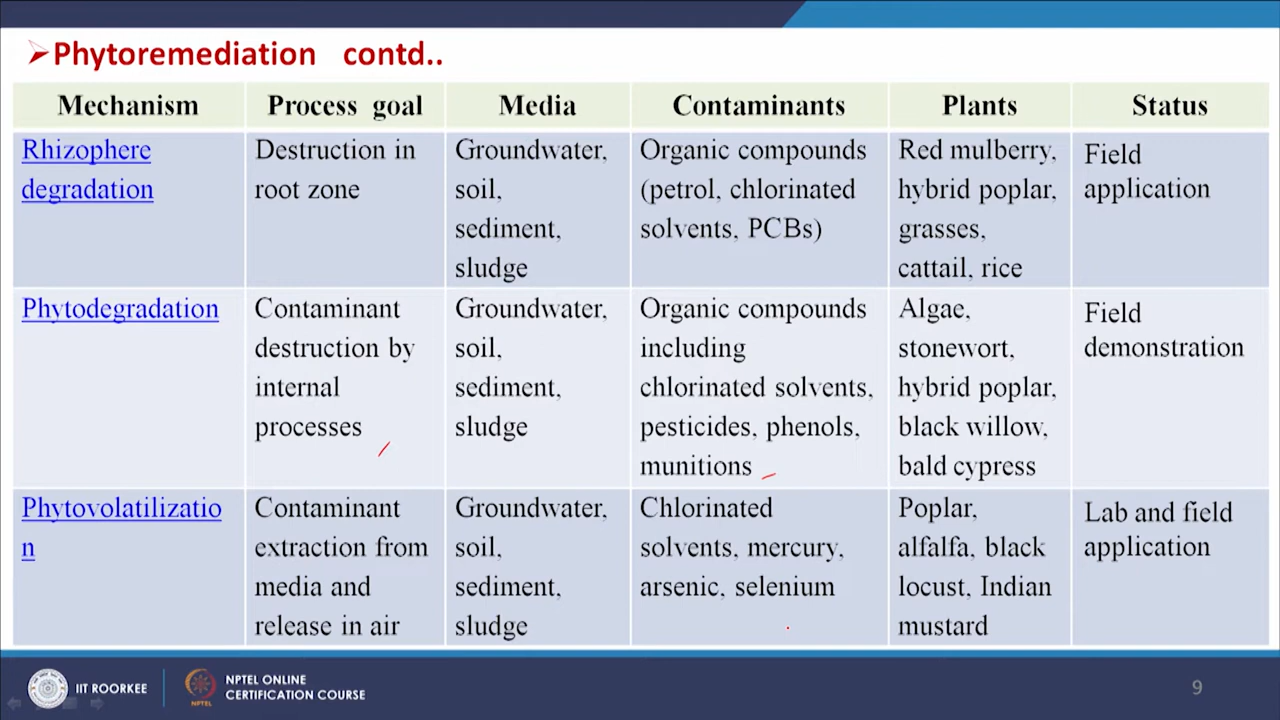 ➢Phytoremediation contd..
Mechanism
Process goal
Media
Contaminants
Plants
Status
Rhizophere
degradation
Destruction in
root zone
Groundwater,
soil,
sediment,
sludge
Organic compounds
(petrol, chlorinated
solvents, PCBs)
Red mulberry,
hybrid poplar,
grasses,
cattail, rice
Field
application
Phytodegradation
Contaminant
destruction by
internal
processes
Groundwater,
soil,
sediment,
sludge
Organic compounds
including
chlorinated solvents,
pesticides, phenols,
munitions
Algae,
stonewort,
hybrid poplar,
black willow,
bald cypress
Field
demonstration
Phytovolatilizatio
n
Contaminant
extraction from
media and
release in air
Groundwater,
soil,
sediment,
sludge
Chlorinated
solvents, mercury,
arsenic, selenium
Poplar,
alfalfa, black
locust, Indian
mustard
Lab and field
application
IIT ROORKEE
NPTEL
NPTEL ONLINE
CERTIFICATION COURSE
9